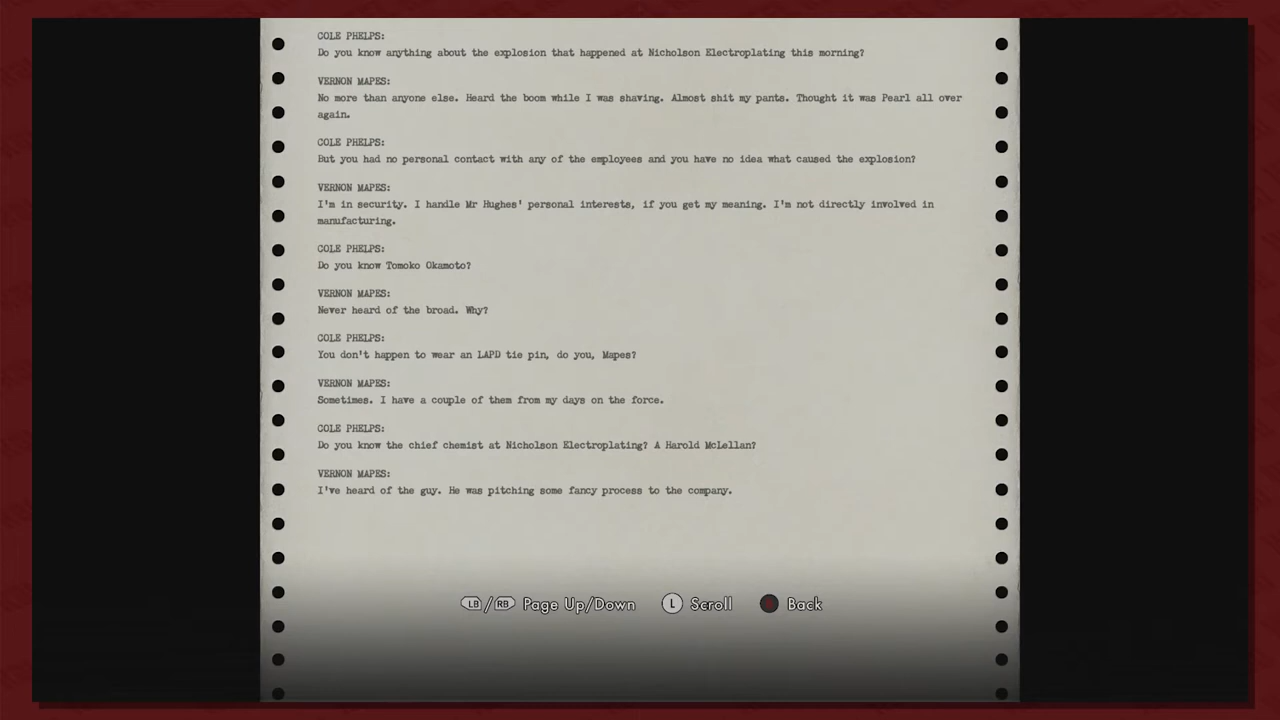 COLE PHELPS:
Do you know anything about the explosion that happened at Nicholson Electroplating this morning?
VERNON MAPES:
No more than anyone else. Heard the boom while I was shaving. Almost shit my pants. Thought it was Pearl all over
again.
COLE PHELPS:
But you had no personal contact with any of the employees and you have no idea what caused the explosion?
VERNON MAPES:
I'm in security. I handle Mr Hughes' personal interests, if you get my meaning. I'm not directly involved in
manufacturing.
COLE PHELPS:
Do you know Tomoko Okamoto?
VERNON MAPES:
Never heard of the broad. Why?
COLE PHELPS:
You don't happen to wear an LAPD tie pin, do you, Mapes?
VERNON MAPES:
Sometimes. I have a couple of them from my days on the force.
COLE PHELPS:
Do you know the chief chemist at Nicholson Electroplating? A Harold McLellan?
VERNON MAPES:
I've heard of the guy. He was pitching some fancy process to the company.
LB / RB Page Up/Down L Scroll B Back